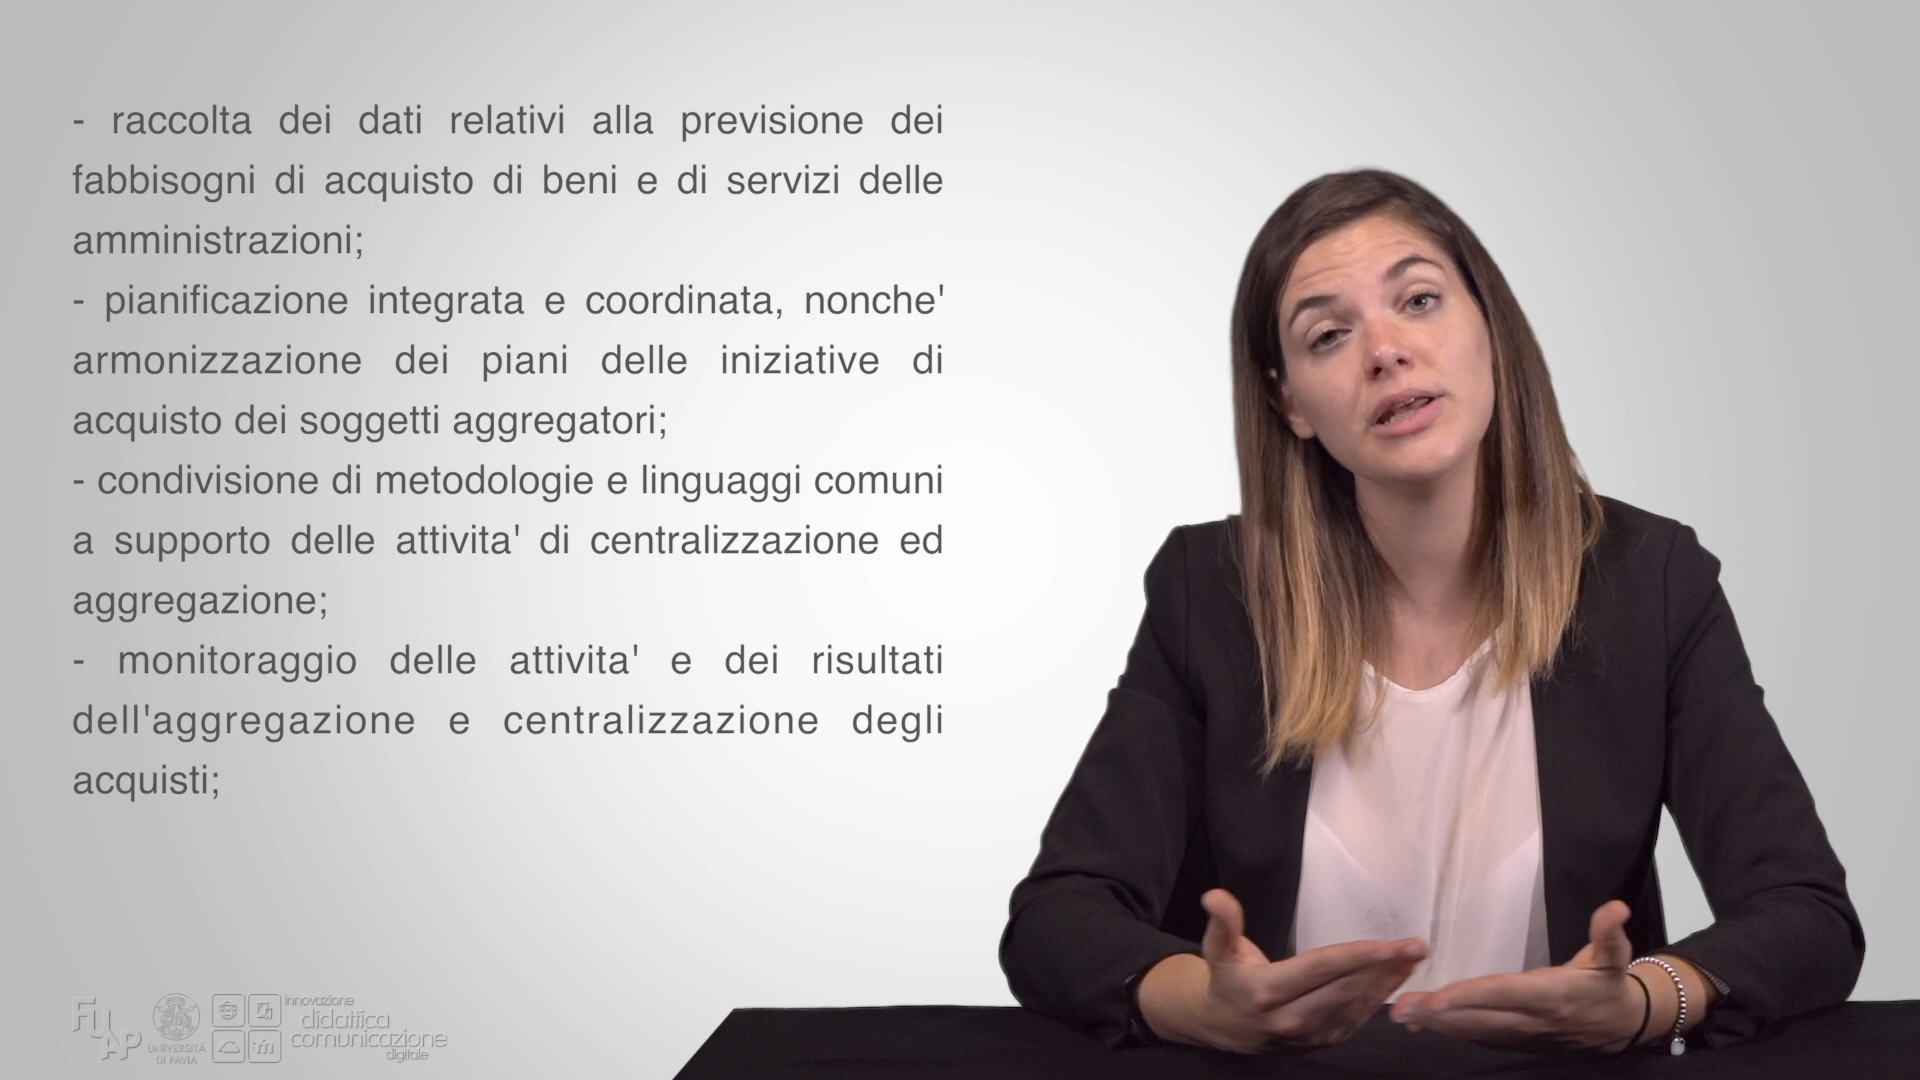 - raccolta dei dati relativi alla previsione dei
fabbisogni di acquisto di beni e di servizi delle
amministrazioni;
- pianificazione integrata e coordinata, nonche'
armonizzazione dei piani delle iniziative di
acquisto dei soggetti aggregatori;
- condivisione di metodologie e linguaggi comuni
a supporto delle attivita' di centralizzazione ed
aggregazione;
- monitoraggio delle attivita' e dei risultati
dell'aggregazione e centralizzazione degli
acquisti;
FUAP
UNIVERSITÀ
DI PAVIA
innovazione
didattica
comunicazione
digitale